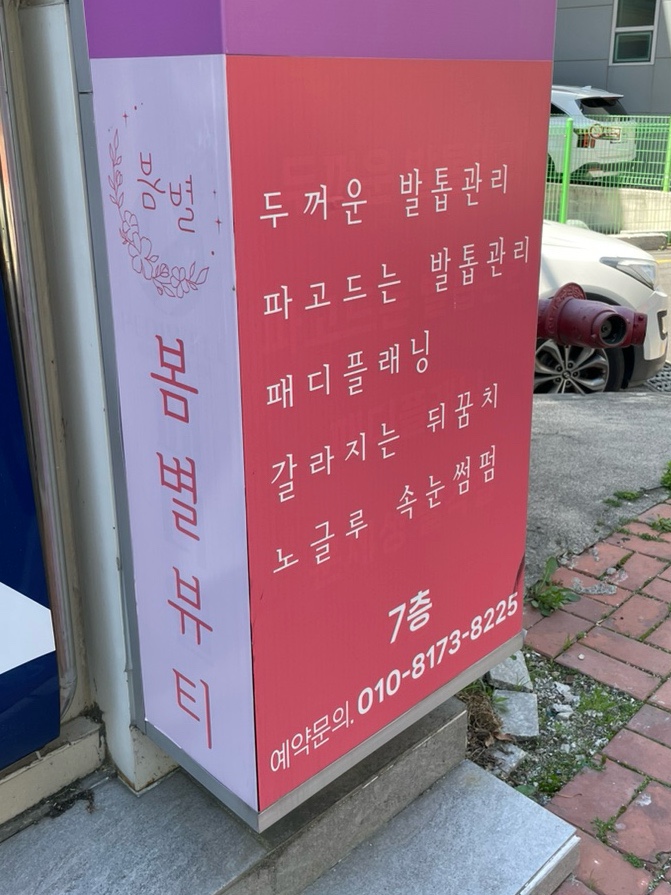 봄별
봄별뷰티
두꺼운 발톱관리
파고드는 발톱관리
패디플래닝
갈라지는 뒤꿈치
노글루 속눈썹펌
7층
예약문의. 010-8173-8225